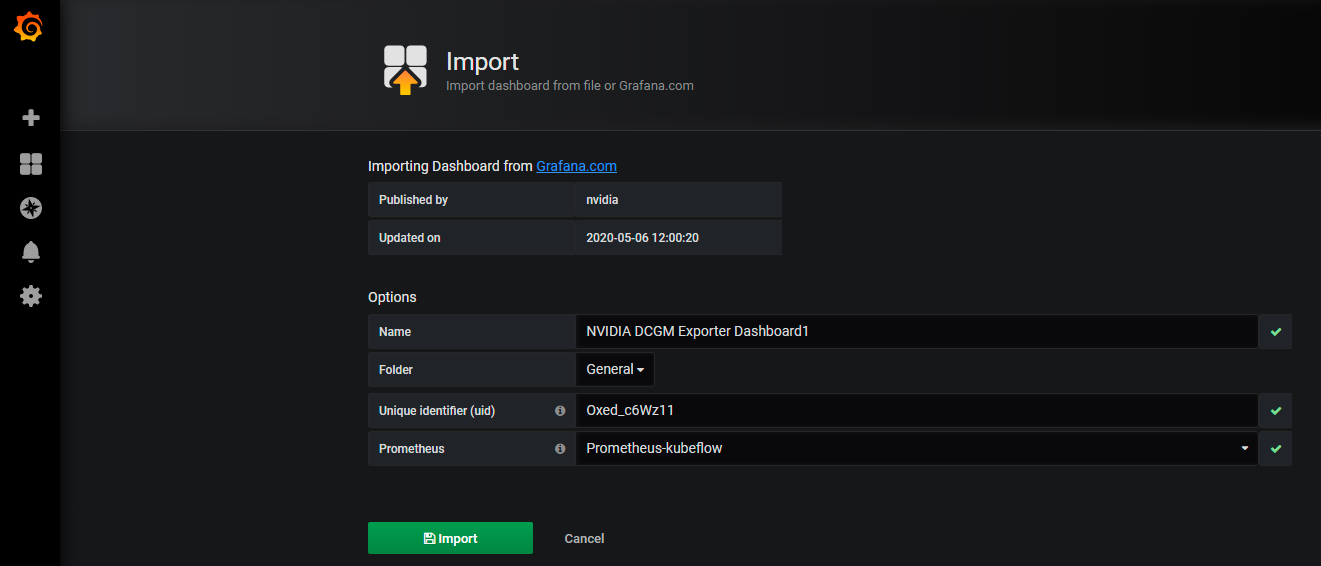 Import
Import dashboard from file or Grafana.com
Importing Dashboard from Grafana.com
Published by nvidia
Updated on 2020-05-06 12:00:20
Options
Name NVIDIA DCGM Exporter Dashboard1
Folder General
Unique identifier (uid) Oxed_c6Wz11
Prometheus Prometheus-kubeflow
Import Cancel